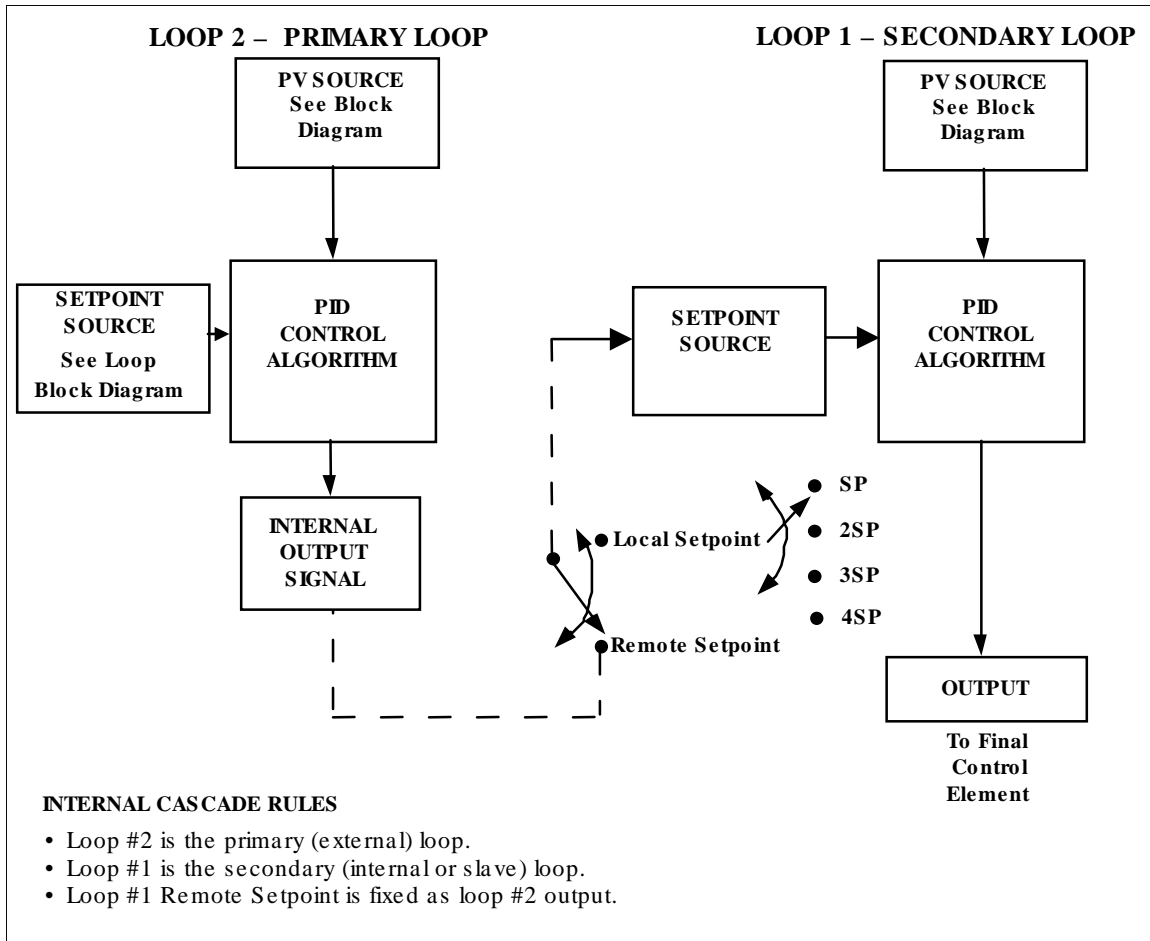 LOOP 2 – PRIMARY LOOP
PV SOURCE
See Block
Diagram
SETPOINT
SOURCE
See Loop
Block Diagram
PID
CONTROL
ALGORITHM
INTERNAL
OUTPUT
SIGNAL
LOOP 1 – SECONDARY LOOP
PV SOURCE
See Block
Diagram
SETPOINT
SOURCE
PID
CONTROL
ALGORITHM
Local Setpoint
Remote Setpoint
SP
2SP
3SP
4SP
OUTPUT
To Final
Control
Element
INTERNAL CASCADE RULES
• Loop #2 is the primary (external) loop.
• Loop #1 is the secondary (internal or slave) loop.
• Loop #1 Remote Setpoint is fixed as loop #2 output.